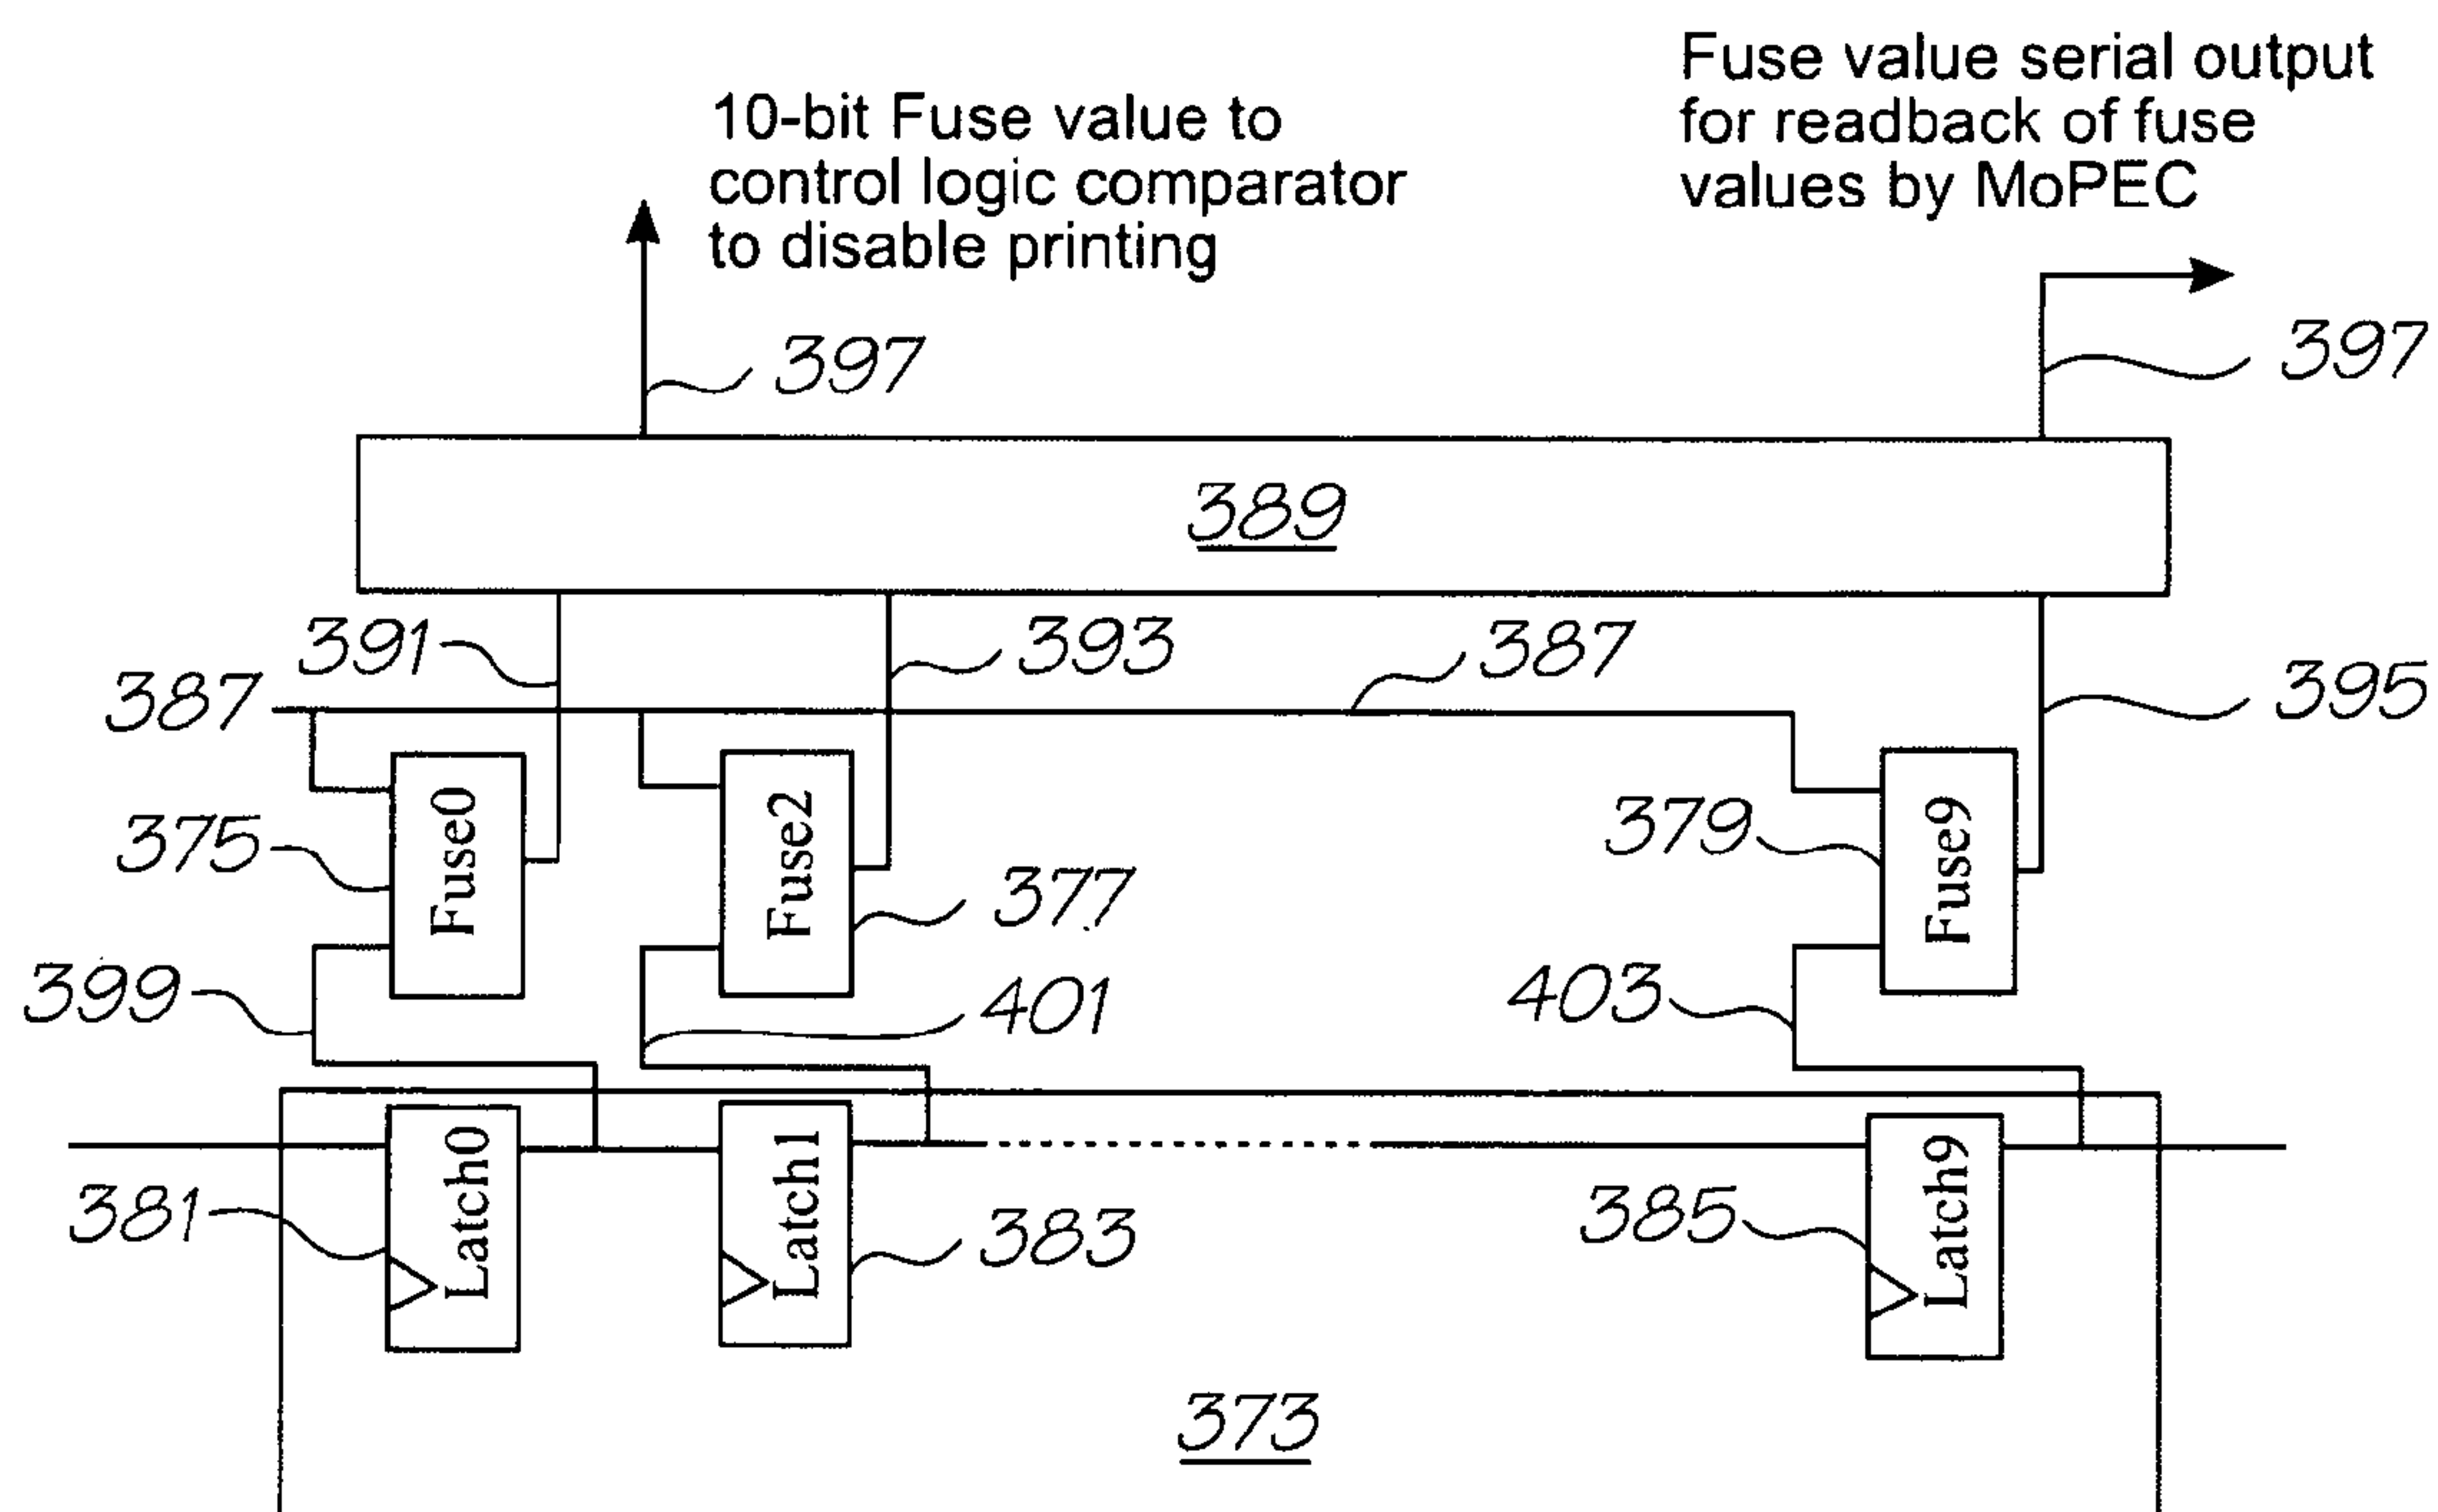 Fuse value serial output
for readback of fuse
values by MoPEC
10-bit Fuse value to
control logic comparator
to disable printing
397
397
389
391
393
387
387
395
Fuse0
Fuse2
Fuse9
375
377
379
399
401
403
Latch0
Latch1
Latch9
381
383
385
373